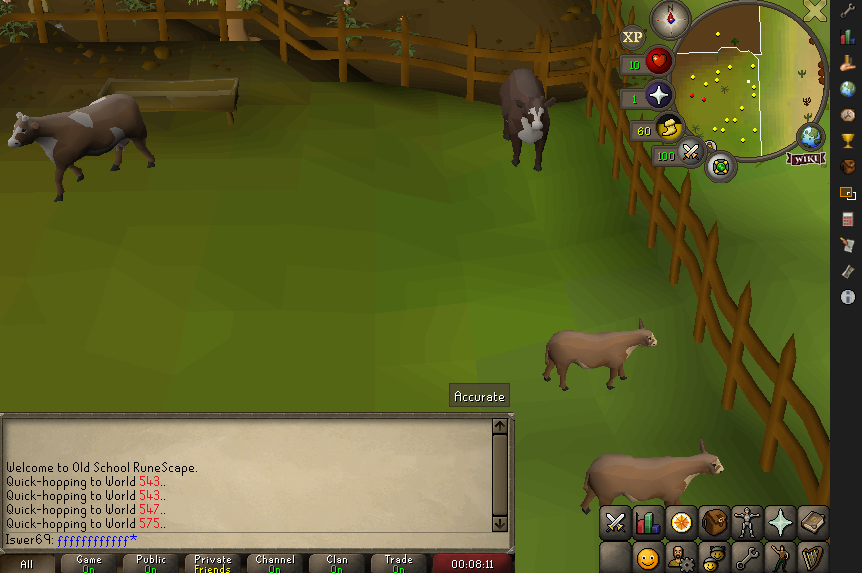 N
XP
10
1
60
100
WIKI
Accurate
Welcome to Old School RuneScape.
Quick-hopping to World 543..
Quick-hopping to World 543..
Quick-hopping to World 547..
Quick-hopping to World 575..
Iswer69: ffffffffffff*
All
Game
On
Public
On
Private
Friends
Channel
On
Clan
On
Trade
On
00:08:11